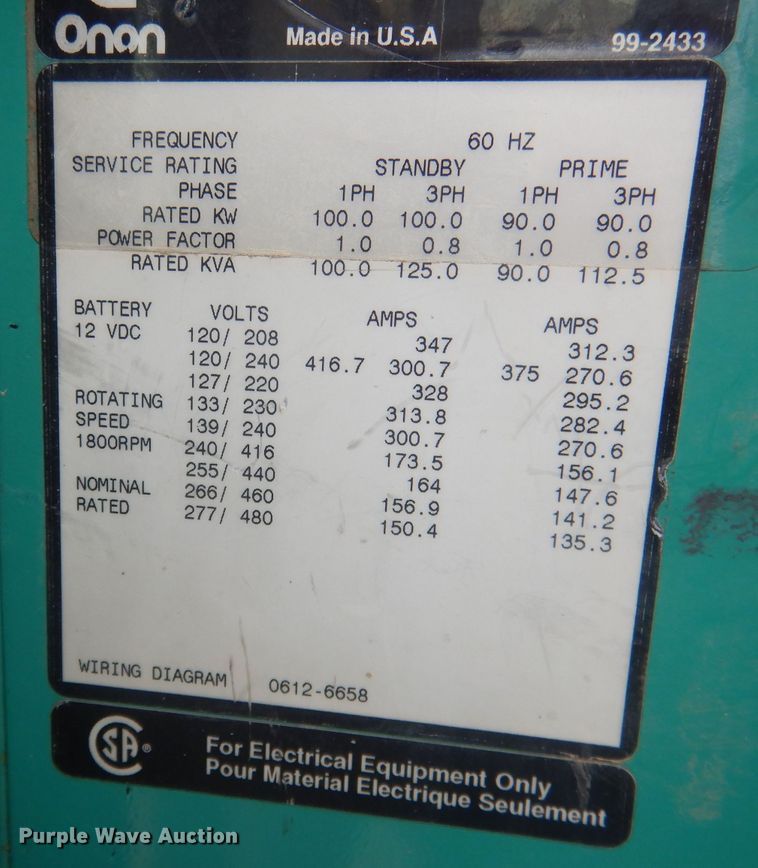 Onan Made in U.S.A 99-2433
FREQUENCY 60 HZ
SERVICE RATING STANDBY PRIME
PHASE 1PH 3PH 1PH 3PH
RATED KW 100.0 100.0 90.0 90.0
POWER FACTOR 1.0 0.8 1.0 0.8
RATED KVA 100.0 125.0 90.0 112.5
BATTERY VOLTS AMPS AMPS
12 VDC 120/ 208 347 312.3
120/ 240 416.7 300.7 375 270.6
127/ 220 328 295.2
ROTATING 133/ 230 313.8 282.4
SPEED 139/ 240 300.7 270.6
1800RPM 240/ 416 173.5 156.1
255/ 440 164 147.6
NOMINAL 266/ 460 156.9 141.2
RATED 277/ 480 150.4 135.3
WIRING DIAGRAM 0612-6658
SA ® For Electrical Equipment Only
Pour Material Electrique Seulement
Purple Wave Auction